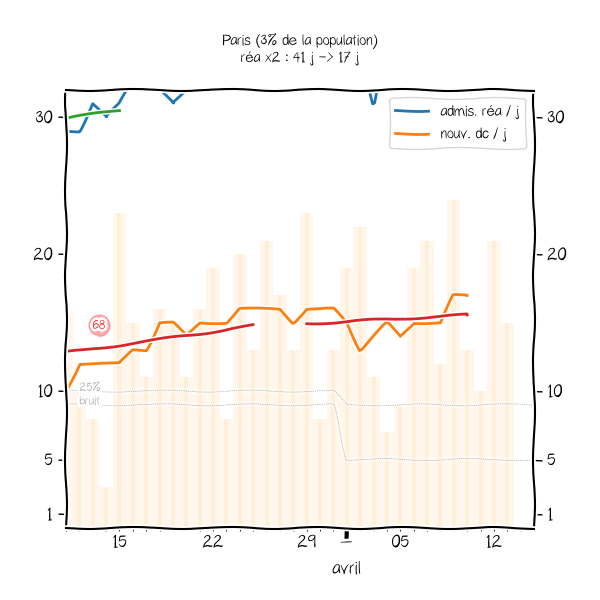 Paris (3% de la population)
réa x2 : 41 j -> 17 j
admis. réa / j
nouv. dc / j
30
30
20
20
68
10
10
25%
bruit
5
5
1
1
15
22
29
05
12
avril